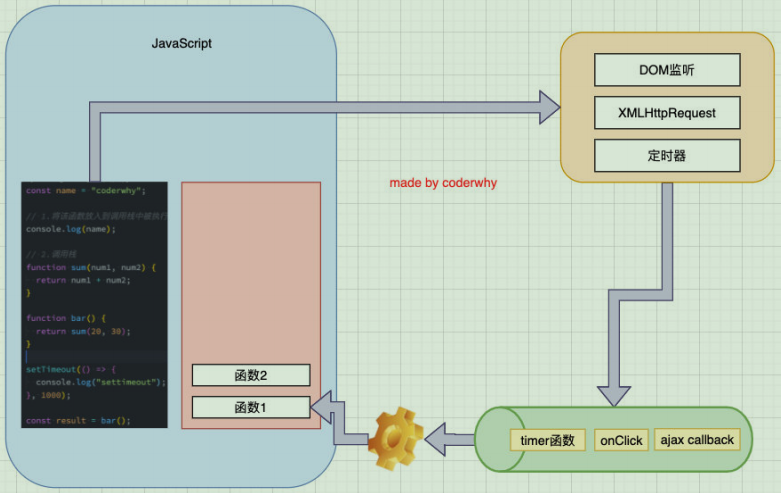 JavaScript
DOM监听
XMLHttpRequest
定时器
made by coderwhy
const name = "coderwhy";
// 1.将该函数放入到调用栈中被执行
console.log(name);
// 2.调用栈
function sum(num1, num2) {
return num1 + num2;
}
function bar() {
return sum(20, 30);
}
setTimeout(() => {
console.log("settimeout");
}, 1000);
const result = bar();
函数2
函数1
timer函数
onClick
ajax callback